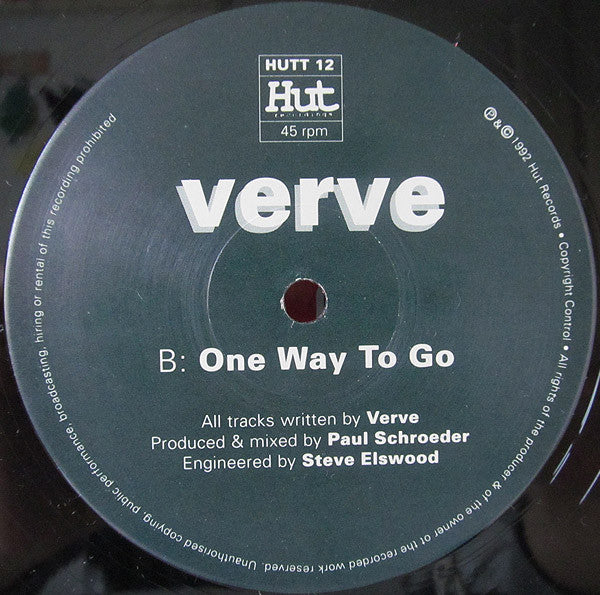 HUTT 12
Hut
recordings
45 rpm
verve
B: One Way To Go
All tracks written by Verve
Produced & mixed by Paul Schroeder
Engineered by Steve Elswood
℗ & © 1992 Hut Records • Copyright Control • All rights of the producer & of the owner of the recorded work reserved. Unauthorised copying, public performance, broadcasting, hiring or rental of this recording prohibited